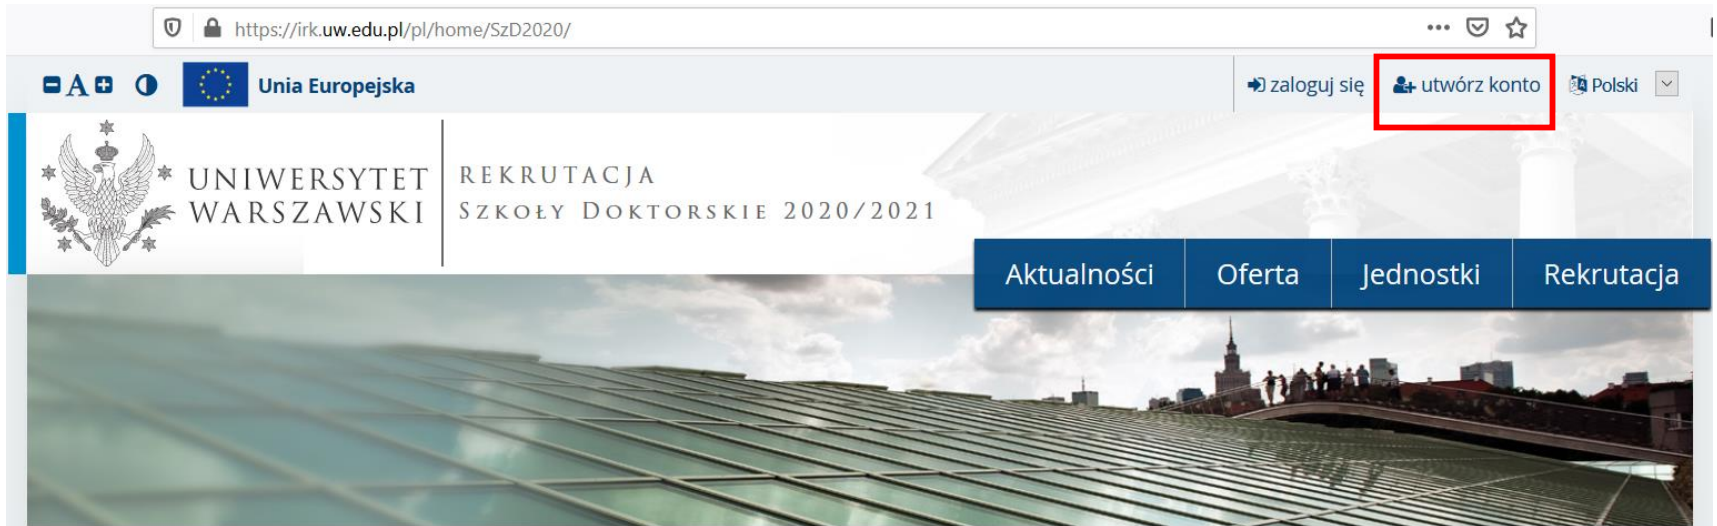 https://irk.uw.edu.pl/pl/home/SzD2020/
A Unia Europejska zaloguj się utwórz konto Polski
UNIWERSYTET WARSZAWSKI
REKRUTACJA
SZKOŁY DOKTORSKIE 2020/2021
Aktualności Oferta Jednostki Rekrutacja